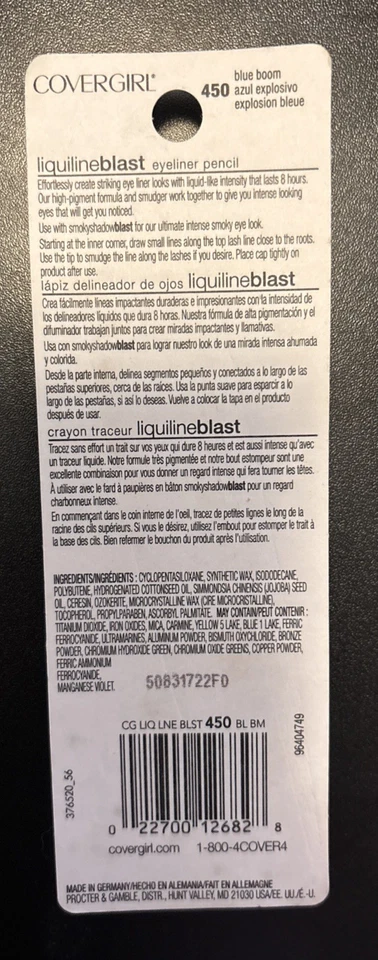 COVERGIRL®
450 blue boom
azul explosivo
explosion bleue
liquilineblast eyeliner pencil
Effortlessly create striking eye liner looks with liquid-like intensity that lasts 8 hours.
Our high-pigment formula and smudger work together to give you intense looking
eyes that will get you noticed.
Use with smokyshadowblast for our ultimate intense smoky eye look.
Starting at the inner corner, draw small lines along the top lash line close to the roots.
Use the tip to smudge the line along the lashes if you desire. Place cap tightly on
product after use.
lápiz delineador de ojos liquilineblast
Crea fácilmente líneas impactantes duraderas e impresionantes con la intensidad de
los delineadores líquidos que dura 8 horas. Nuestra fórmula de alta pigmentación y el
difuminador trabajan juntos para crear miradas impactantes y llamativas.
Usa con smokyshadowblast para lograr nuestro look de una mirada intensa ahumada
y colorida.
Desde la parte interna, delinea segmentos pequeños y conectados a lo largo de las
pestañas superiores, cerca de las raíces. Usa la punta suave para esparcir a lo
largo de las pestañas, si así lo deseas. Vuelve a colocar la tapa en el producto
después de usar.
crayon traceur liquilineblast
Tracez sans effort un trait sur vos yeux qui dure 8 heures et est aussi intense qu'avec
un traceur liquide. Notre formule très pigmentée et notre bout estompeur sont une
excellente combinaison pour vous donner un regard intense qui fera tourner les têtes.
À utiliser avec le fard à paupières en bâton smokyshadowblast pour un regard
charbonneux intense.
En commençant dans le coin interne de l'oeil, tracez de petites lignes le long de la
racine des cils supérieurs. Si vous le désirez, utilisez l'embout pour estomper le trait à
la base des cils. Bien refermer le bouchon du produit après l'utilisation.
INGREDIENTS/INGRÉDIENTS: CYCLOPENTASILOXANE, SYNTHETIC WAX, ISODODECANE,
POLYBUTENE, HYDROGENATED COTTONSEED OIL, SIMMONDSIA CHINENSIS (JOJOBA) SEED
OIL, CERESIN, OZOKERITE, MICROCRYSTALLINE WAX (CIRE MICROCRISTALLINE),
TOCOPHEROL, PROPYLPARABEN, ASCORBYL PALMITATE. MAY CONTAIN/PEUT CONTENIR :
TITANIUM DIOXIDE, IRON OXIDES, MICA, CARMINE, YELLOW 5 LAKE, BLUE 1 LAKE, FERRIC
FERROCYANIDE, ULTRAMARINES, ALUMINUM POWDER, BISMUTH OXYCHLORIDE, BRONZE
POWDER, CHROMIUM HYDROXIDE GREEN, CHROMIUM OXIDE GREENS, COPPER POWDER,
FERRIC AMMONIUM
FERROCYANIDE,
MANGANESE VIOLET.
50831722F0
CG LIQ LNE BLST 450 BL BM
376520_56
96404749
0 22700 12682 8
covergirl.com 1-800-4COVER4
MADE IN GERMANY/HECHO EN ALEMANIA/FAIT EN ALLEMAGNE
PROCTER & GAMBLE, DISTR., HUNT VALLEY, MD 21030 USA/EE. UU./É.-U.